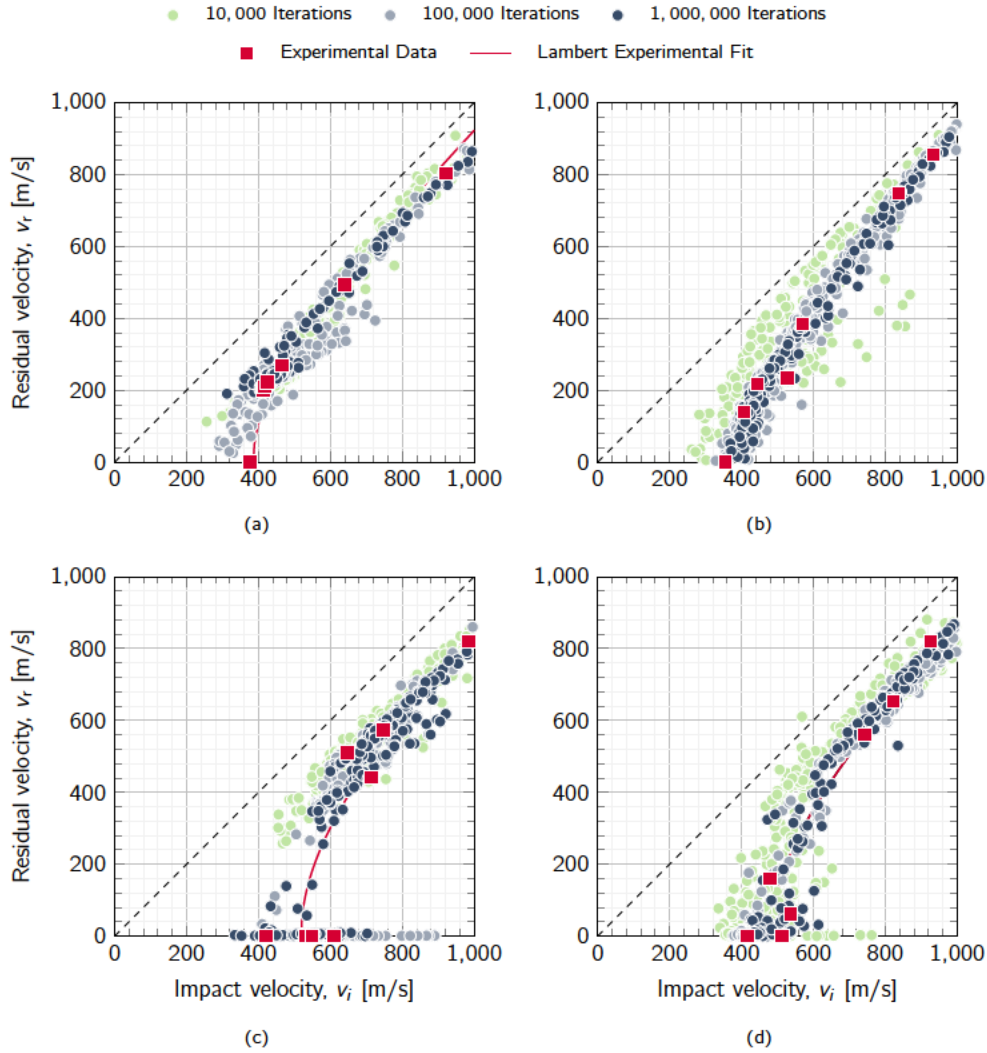 10,000 Iterations 100,000 Iterations 1,000,000 Iterations
Experimental Data Lambert Experimental Fit
1,000 1,000
800 800
600 600
400 400
200 200
0 0
0 200 400 600 800 1,000 0 200 400 600 800 1,000
Residual velocity, vr [m/s]
(a) (b)
1,000 1,000
800 800
600 600
400 400
200 200
0 0
0 200 400 600 800 1,000 0 200 400 600 800 1,000
Residual velocity, vr [m/s]
Impact velocity, vi [m/s] Impact velocity, vi [m/s]
(c) (d)